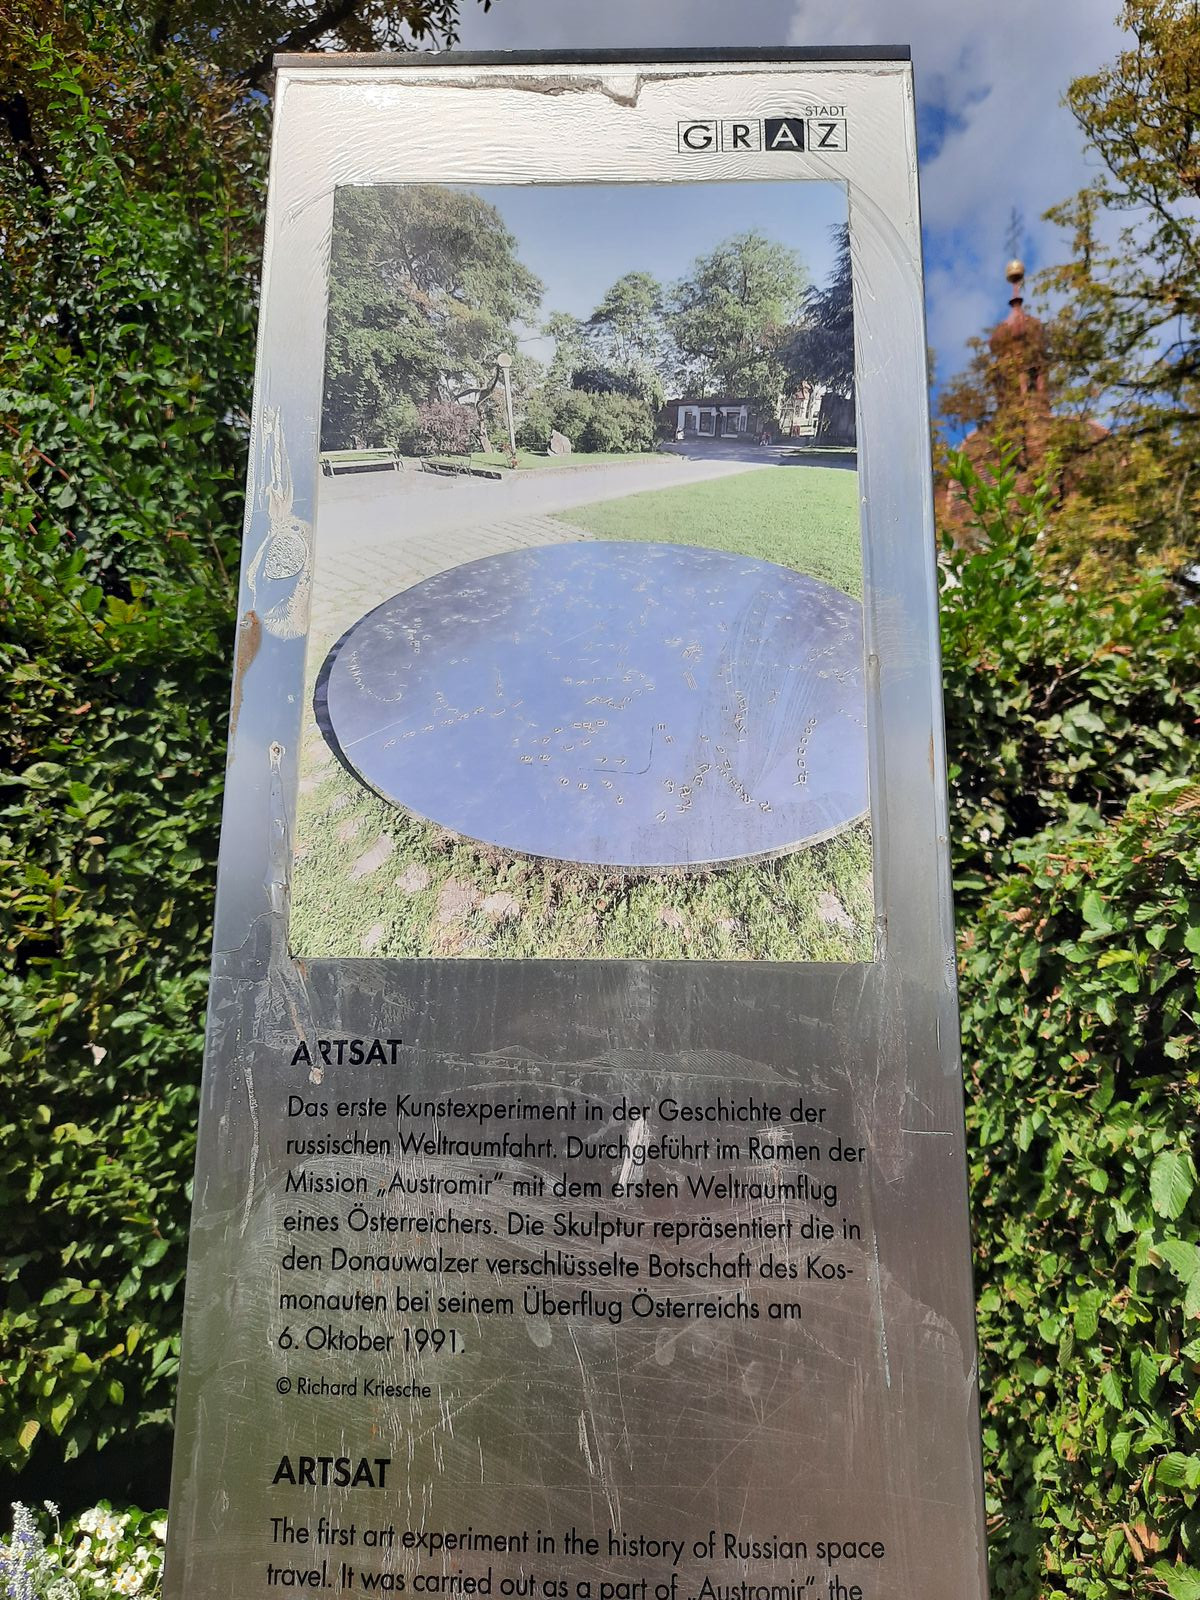 STADT
GRAZ
ARTSAT
Das erste Kunstexperiment in der Geschichte der
russischen Weltraumfahrt. Durchgeführt im Ramen der
Mission „Austromir“ mit dem ersten Weltraumflug
eines Österreichers. Die Skulptur repräsentiert die in
den Donauwalzer verschlüsselte Botschaft des Kos-
monauten bei seinem Überflug Österreichs am
6. Oktober 1991.
© Richard Kriesche
ARTSAT
The first art experiment in the history of Russian space
travel. It was carried out as a part of „Austromir“, the